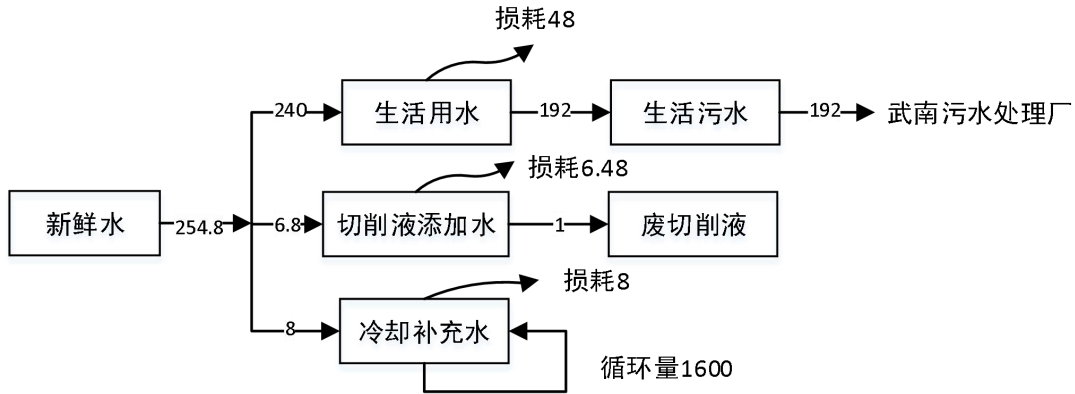 损耗48
240
生活用水
192
生活污水
192
武南污水处理厂
损耗6.48
新鲜水
254.8
6.8
切削液添加水
1
废切削液
损耗8
8
冷却补充水
循环量1600